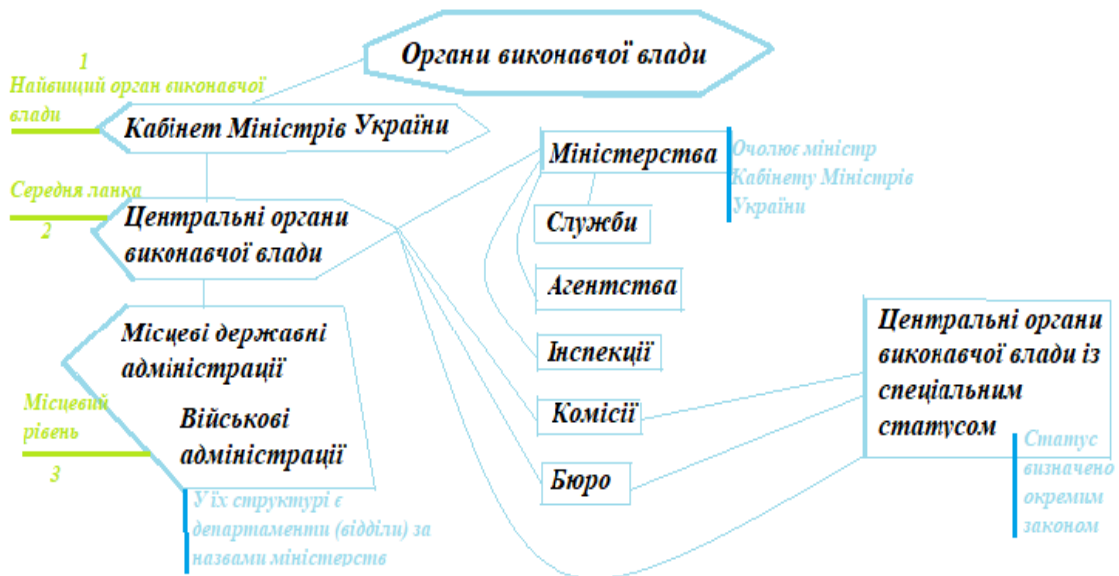 Органи виконавчої влади
1
Найвищий орган виконавчої
влади
Кабінет Міністрів України
Середня ланка
2
Центральні органи
виконавчої влади
Місцеві державні
адміністрації
Військові
адміністрації
Місцевий
рівень
3
У їх структурі є
департаменти (відділи) за
назвами міністерств
Міністерства
Очолює міністр
Кабінету Міністрів
України
Служби
Агентства
Інспекції
Комісії
Бюро
Центральні органи
виконавчої влади із
спеціальним
статусом
Статус
визначено
окремим
законом